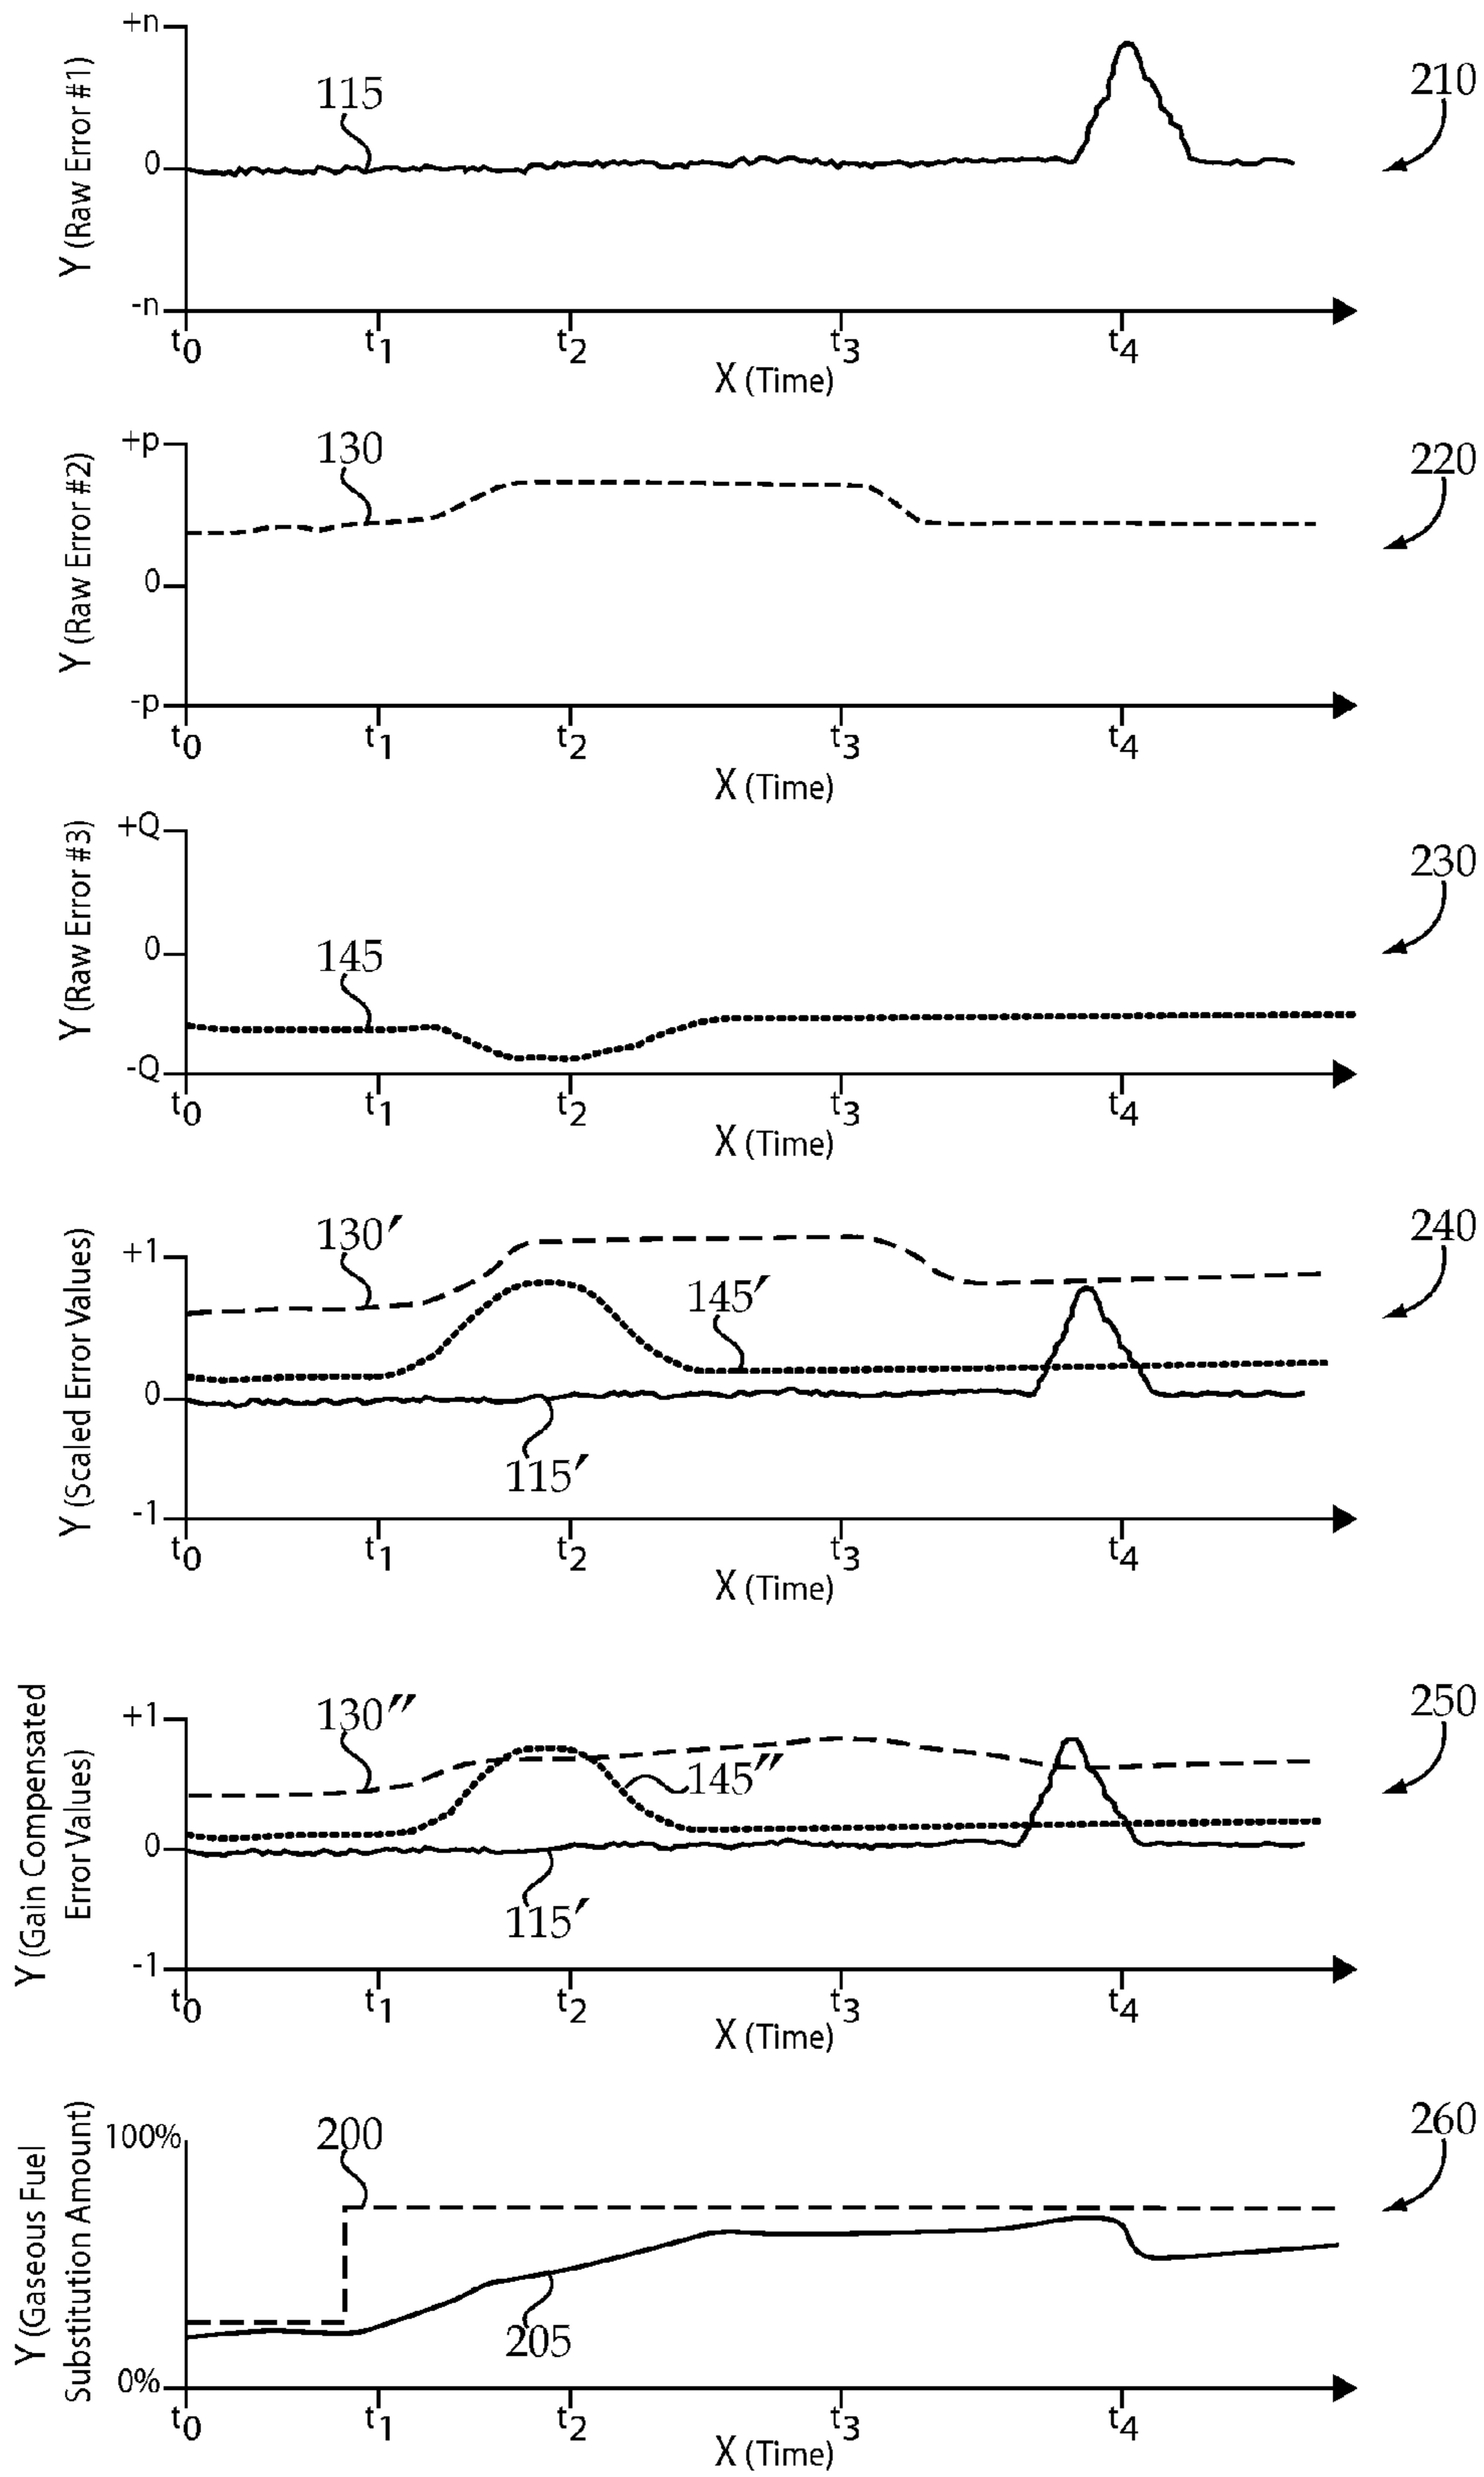 +n
Y (Raw Error #1)
115
210
0
-n
t0 t1 t2 t3 t4
X (Time)
+p
Y (Raw Error #2)
130
220
0
-p
t0 t1 t2 t3 t4
X (Time)
+Q
Y (Raw Error #3)
230
0
145
-Q
t0 t1 t2 t3 t4
X (Time)
Y (Scaled Error Values)
+1
130′
240
145′
0
115′
-1
t0 t1 t2 t3 t4
X (Time)
Y (Gain Compensated
Error Values)
+1
130″
250
145″
0
115′
-1
t0 t1 t2 t3 t4
X (Time)
Y (Gaseous Fuel
Substitution Amount)
100%
200
260
205
0%
t0 t1 t2 t3 t4
X (Time)